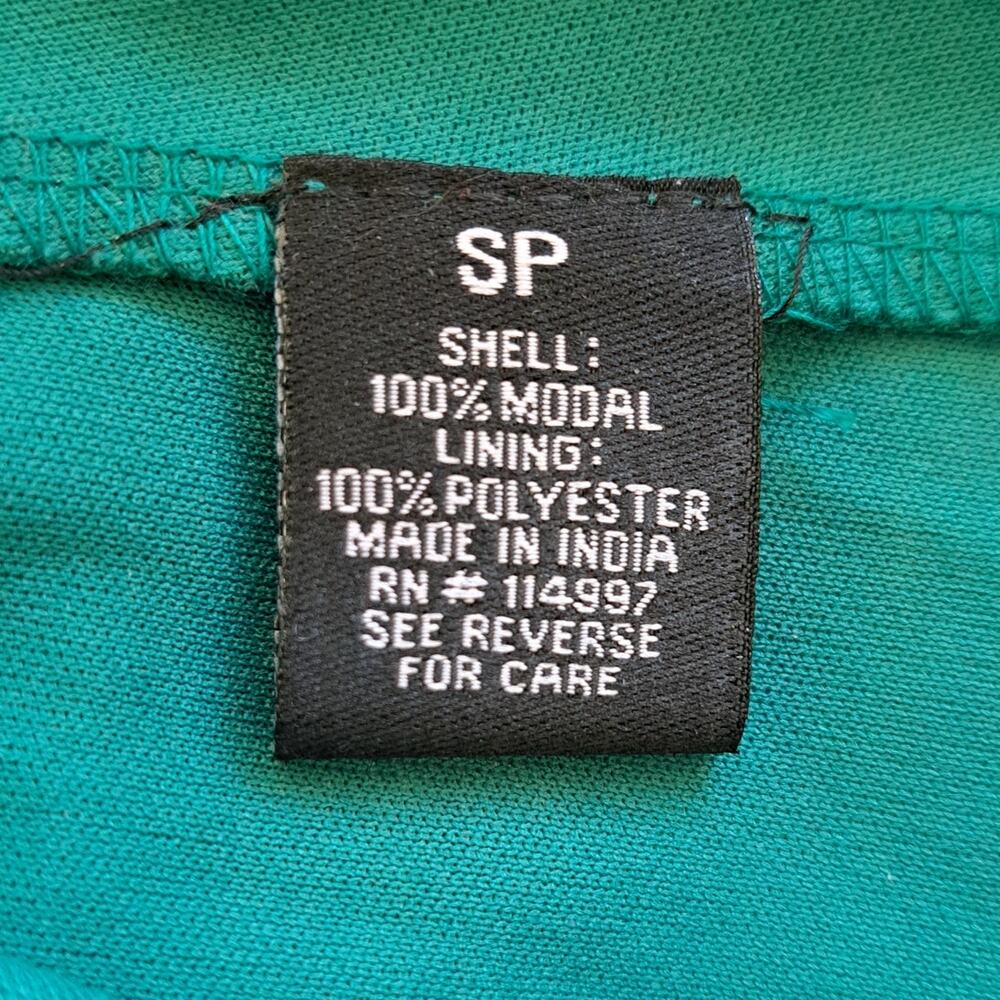 SP
SHELL:
100% MODAL
LINING:
100% POLYESTER
MADE IN INDIA
RN # 114997
SEE REVERSE
FOR CARE